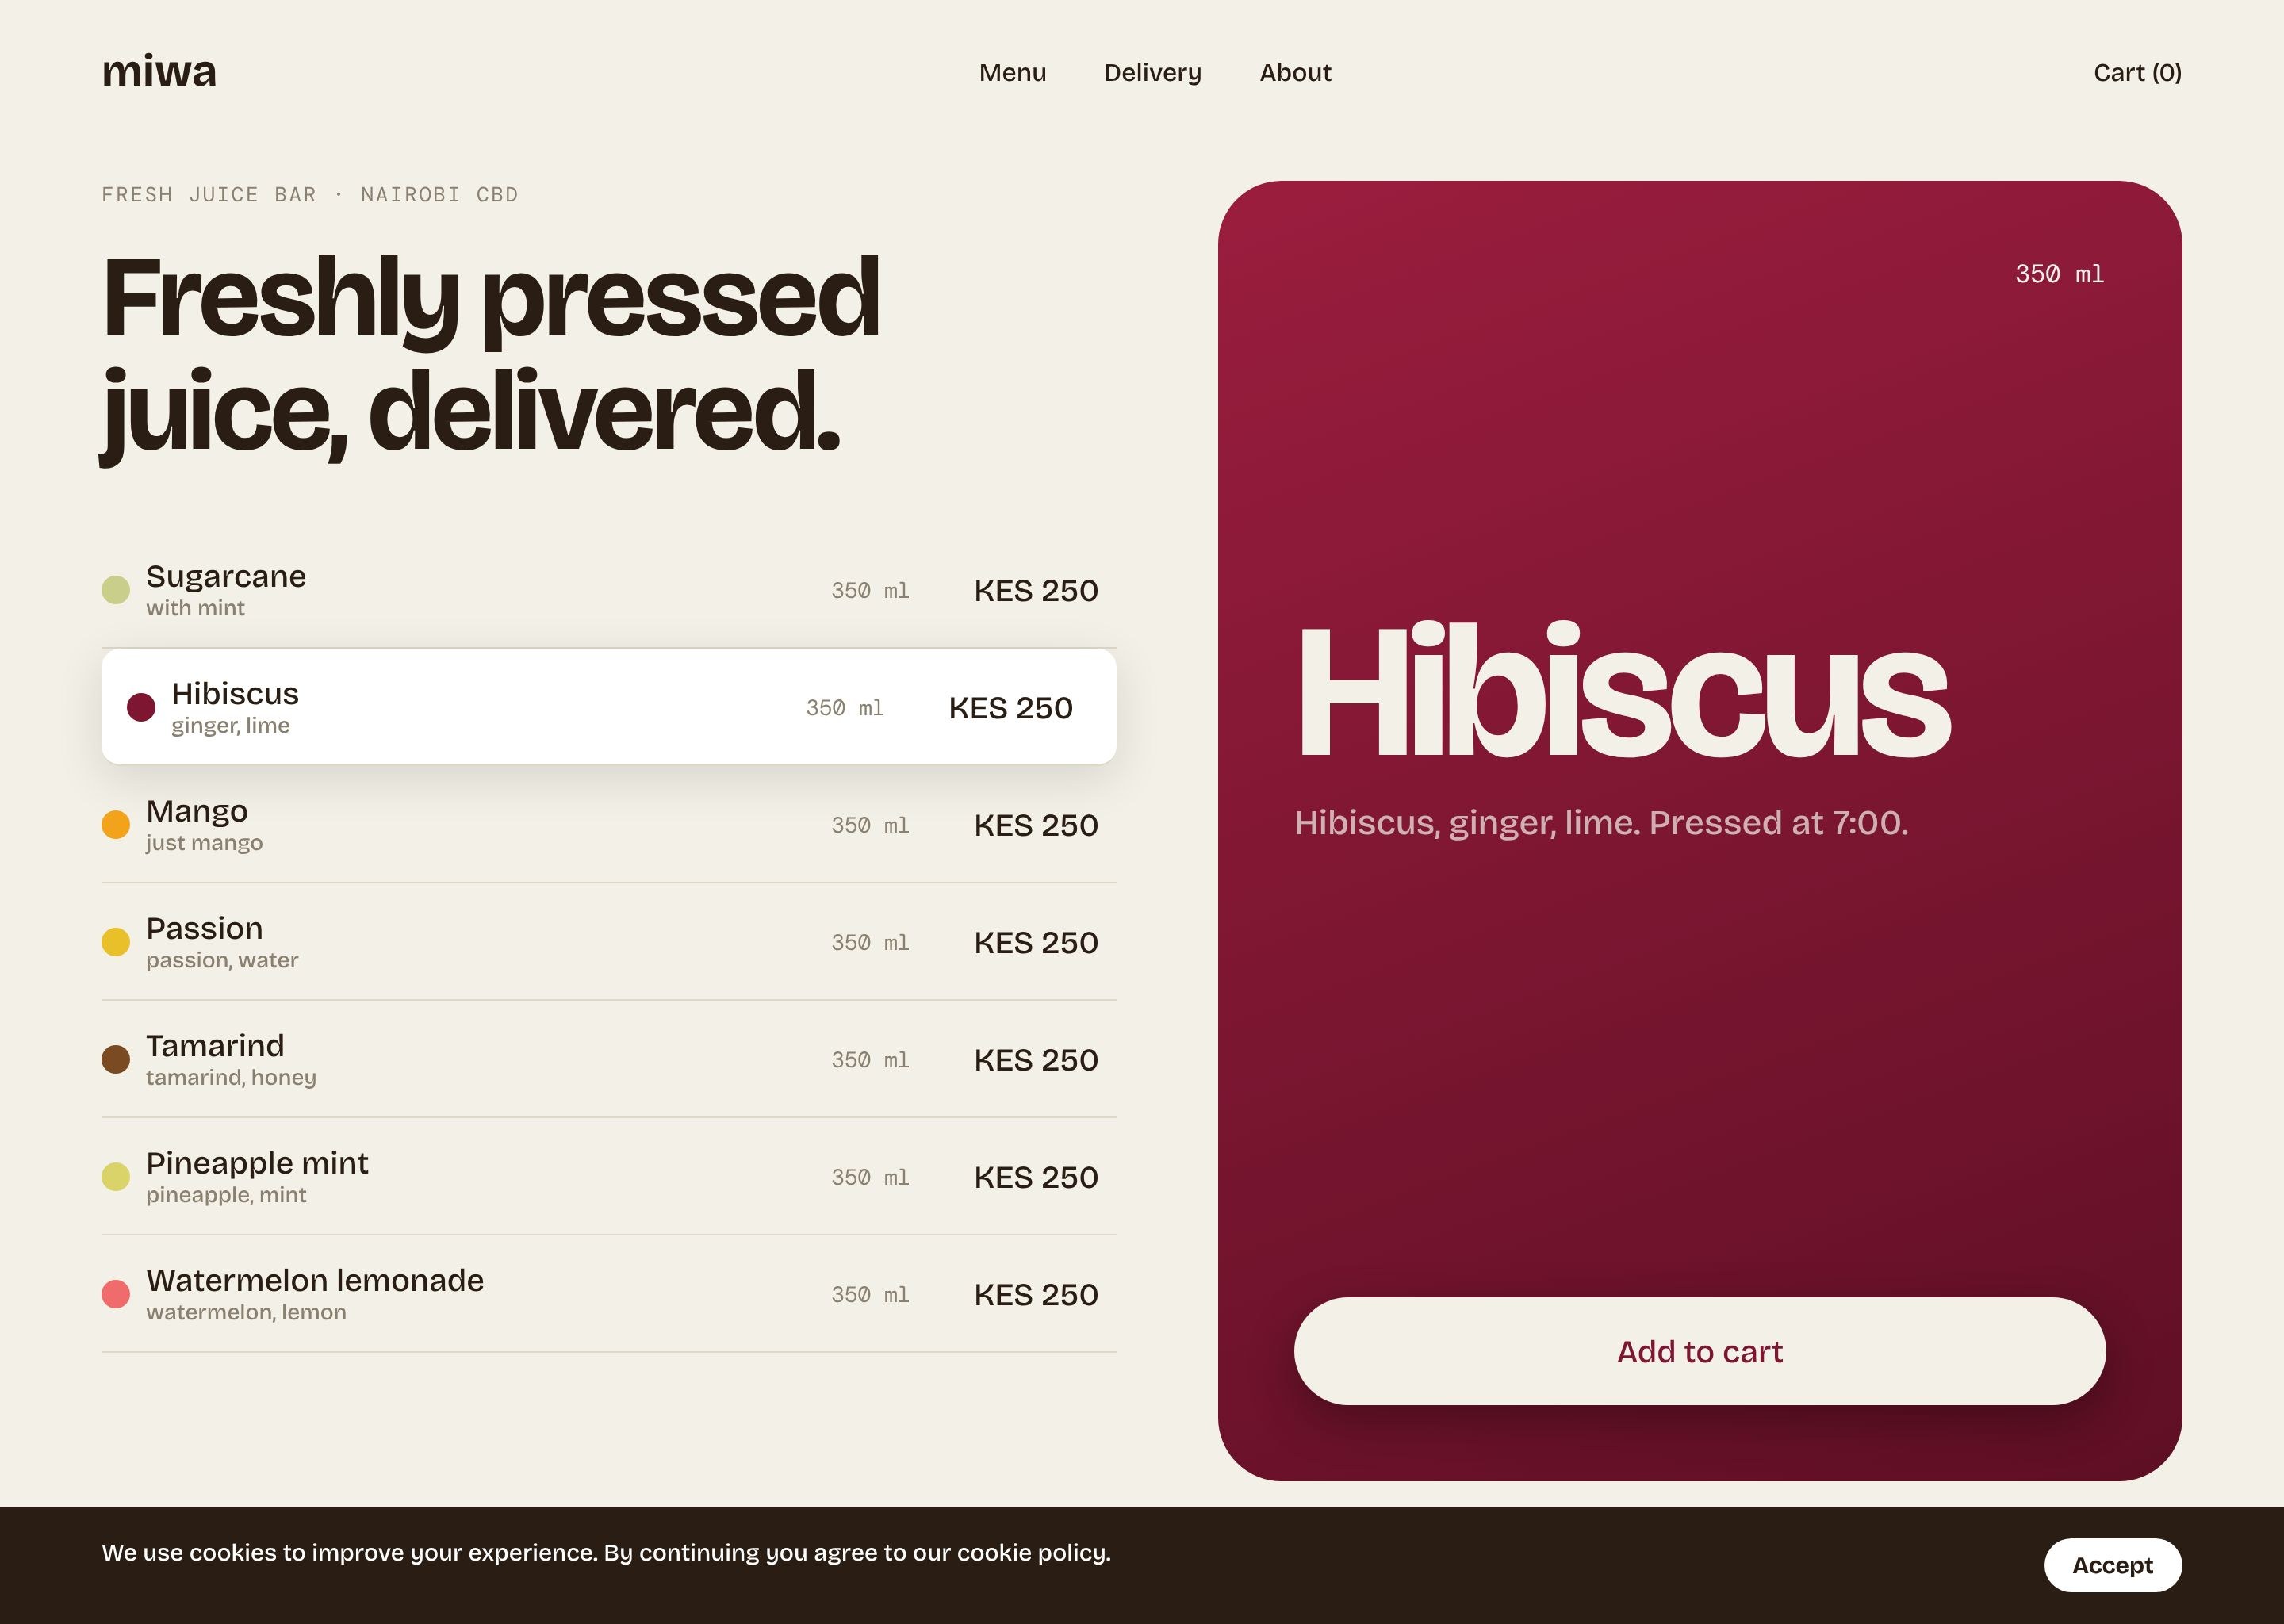 miwa
Menu
Delivery
About
Cart (0)
FRESH JUICE BAR · NAIROBI CBD
Freshly pressed
juice, delivered.
Sugarcane
with mint
350 ml
KES 250
Hibiscus
ginger, lime
350 ml
KES 250
Mango
just mango
350 ml
KES 250
Passion
passion, water
350 ml
KES 250
Tamarind
tamarind, honey
350 ml
KES 250
Pineapple mint
pineapple, mint
350 ml
KES 250
Watermelon lemonade
watermelon, lemon
350 ml
KES 250
350 ml
Hibiscus
Hibiscus, ginger, lime. Pressed at 7:00.
Add to cart
We use cookies to improve your experience. By continuing you agree to our cookie policy.
Accept